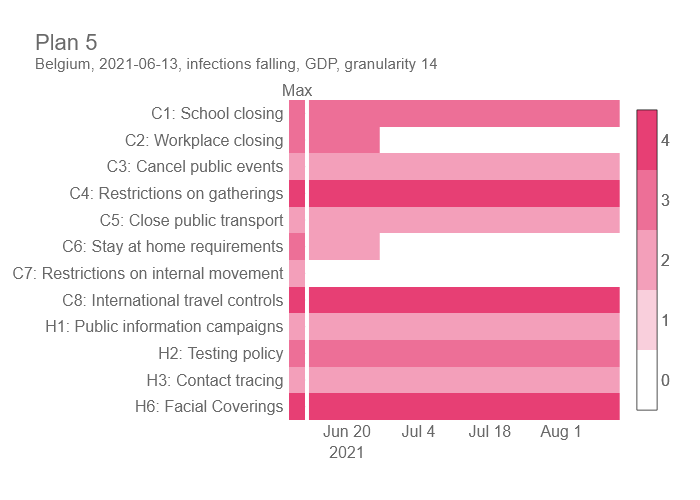 Plan 5
Belgium, 2021-06-13, infections falling, GDP, granularity 14
Max
C1: School closing
C2: Workplace closing
C3: Cancel public events
C4: Restrictions on gatherings
C5: Close public transport
C6: Stay at home requirements
C7: Restrictions on internal movement
C8: International travel controls
H1: Public information campaigns
H2: Testing policy
H3: Contact tracing
H6: Facial Coverings
4
3
2
1
0
Jun 20 Jul 4 Jul 18 Aug 1
2021